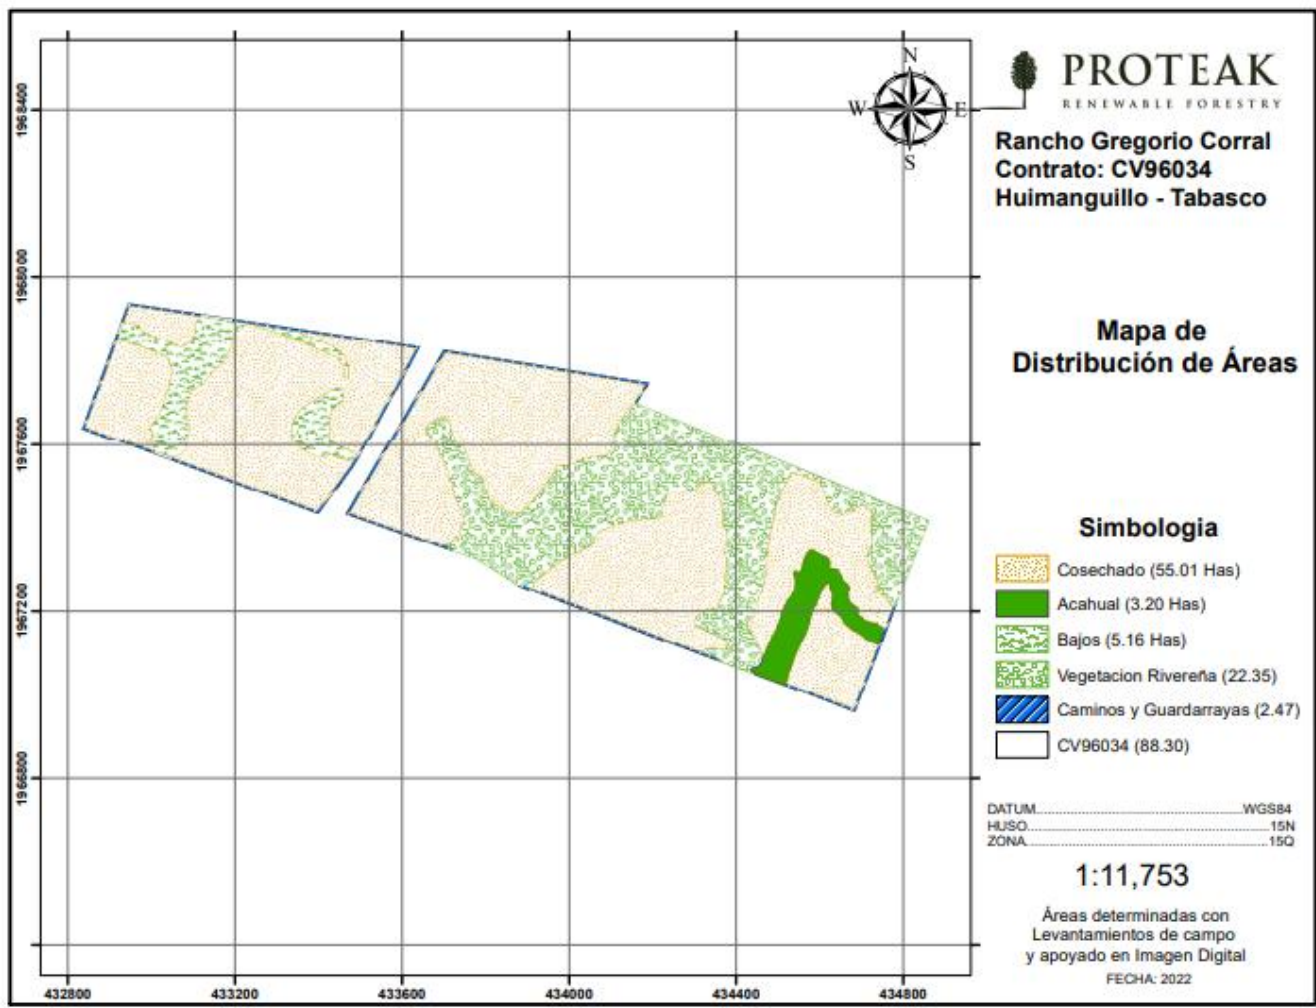 N
W
E
S
PROTEAK
RENEWABLE FORESTRY
Rancho Gregorio Corral
Contrato: CV96034
Huimanguillo - Tabasco
Mapa de
Distribución de Áreas
Simbologia
Cosechado (55.01 Has)
Acahual (3.20 Has)
Bajos (5.16 Has)
Vegetacion Rivereña (22.35)
Caminos y Guardarrayas (2.47)
CV96034 (88.30)
DATUM............WGS84
HUSO............15N
ZONA............15Q
1:11,753
Áreas determinadas con
Levantamientos de campo
y apoyado en Imagen Digital
FECHA: 2022
1968400
1968000
1967600
1967200
1966800
432800 433200 433600 434000 434400 434800